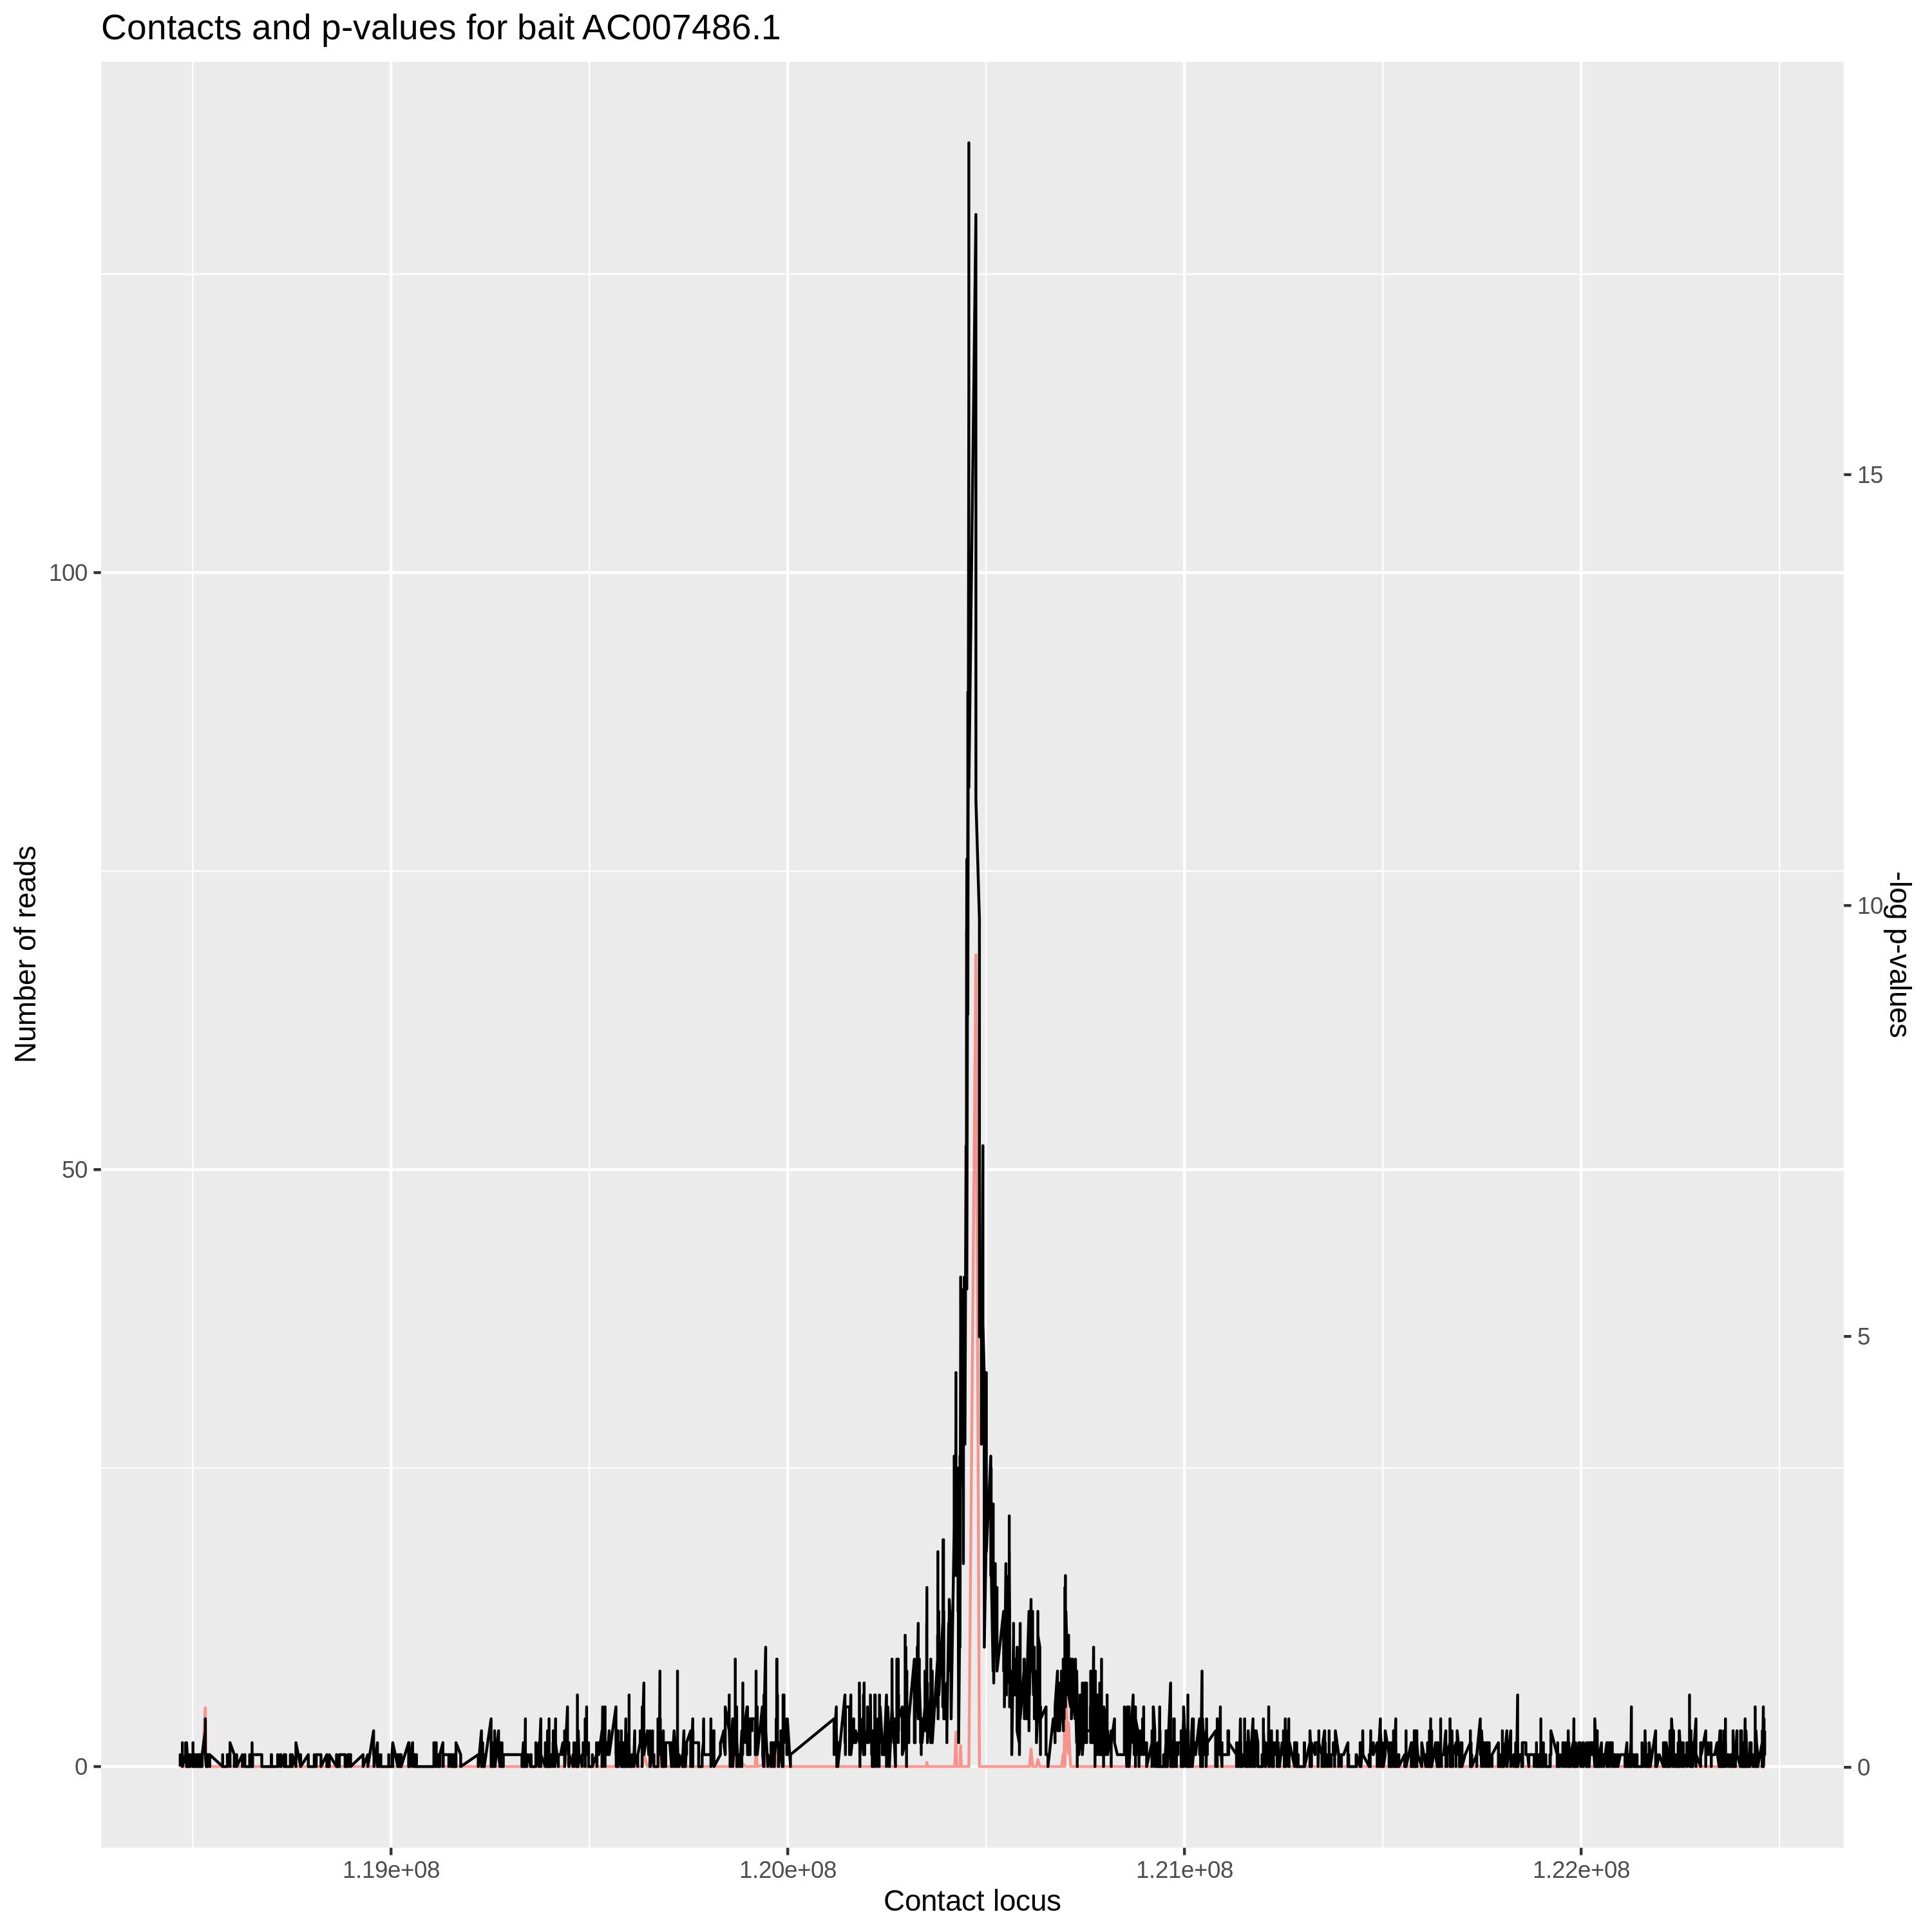 Contacts and p-values for bait AC007486.1
Number of reads
100
50
0
15
10
5
0
-log p-values
1.19e+08
1.20e+08
1.21e+08
1.22e+08
Contact locus